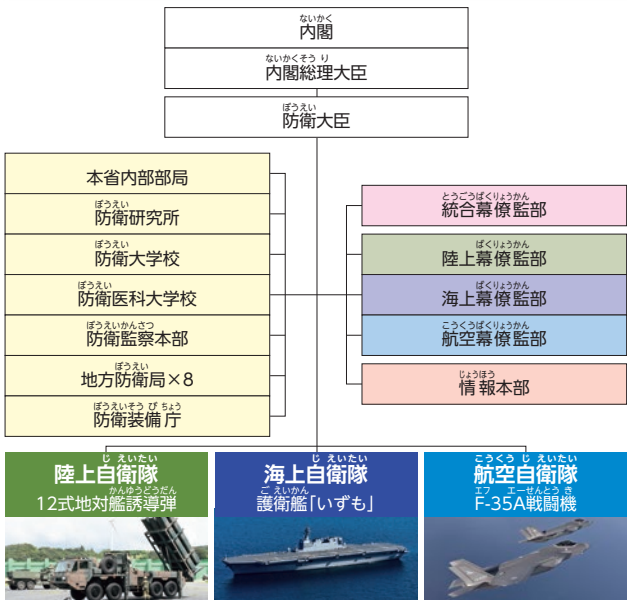 ないかく
内閣
ないかくそうり
内閣総理大臣
ぼうえい
防衛大臣
本省内部部局
ぼうえい
防衛研究所
ぼうえい
防衛大学校
ぼうえい
防衛医科大学校
ぼうえいかんさつ
防衛監察本部
ぼうえい
地方防衛局×8
ぼうえいそうびちょう
防衛装備庁
とうごうばくりょうかん
統合幕僚監部
ばくりょうかん
陸上幕僚監部
ばくりょうかん
海上幕僚監部
こうくうばくりょうかん
航空幕僚監部
じょうほう
情報本部
じえいたい
陸上自衛隊
かんゆうどうだん
12式地対艦誘導弾
じえいたい
海上自衛隊
ごえいかん
護衛艦「いずも」
こうくうじえいたい
航空自衛隊
エフ エーせんとうき
F-35A戦闘機